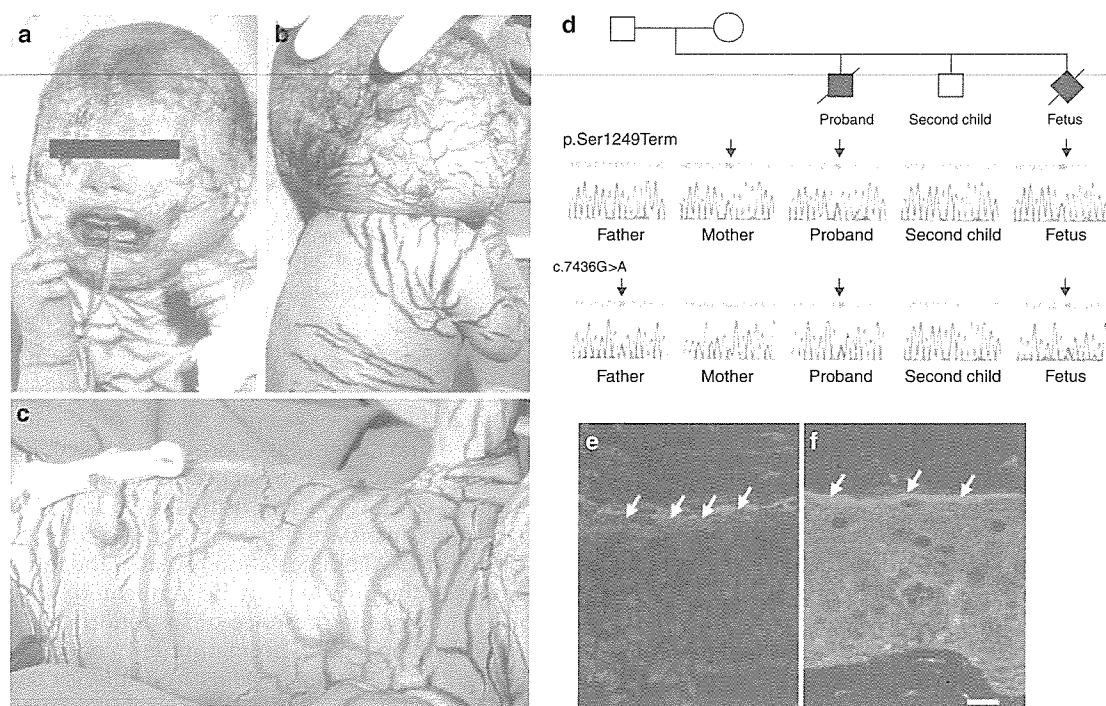 a
b
c
d
Proband Second child Fetus
p.Ser1249Term
Father Mother Proband Second child Fetus
c.7436G>A
Father Mother Proband Second child Fetus
e
f